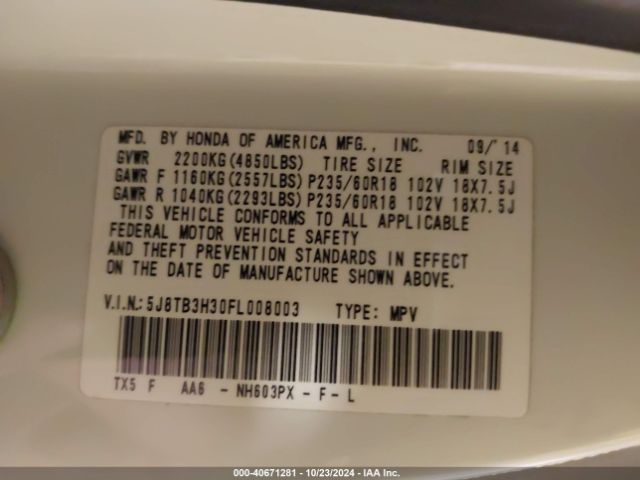 MFD. BY HONDA OF AMERICA MFG., INC. 09/'14
GVWR 2200KG(4850LBS) TIRE SIZE RIM SIZE
GAWR F 1160KG(2557LBS) P235/60R18 102V 18X7.5J
GAWR R 1040KG(2293LBS) P235/60R18 102V 18X7.5J
THIS VEHICLE CONFORMS TO ALL APPLICABLE
FEDERAL MOTOR VEHICLE SAFETY
AND THEFT PREVENTION STANDARDS IN EFFECT
ON THE DATE OF MANUFACTURE SHOWN ABOVE.
V.I.N.: 5J8TB3H30FL008003 TYPE: MPV
TX5 F AA6 - NH603PX - F - L
000-40671281 - 10/23/2024 - IAA Inc.